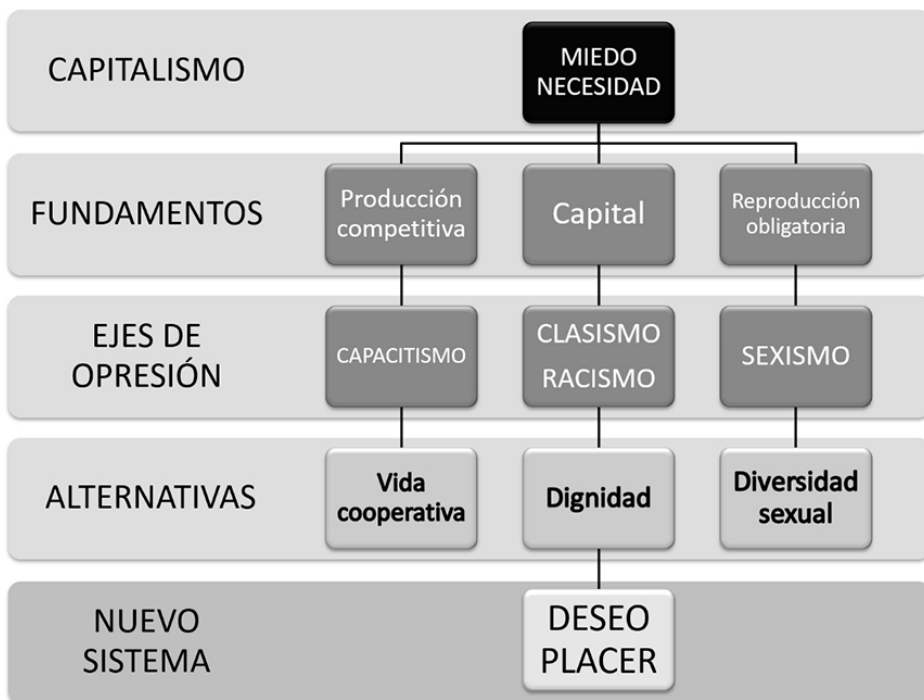 CAPITALISMO
MIEDO
NECESIDAD
FUNDAMENTOS
Producción
competitiva
Capital
Reproducción
obligatoria
EJES DE
OPRESIÓN
CAPACITISMO
CLASISMO
RACISMO
SEXISMO
ALTERNATIVAS
Vida
cooperativa
Dignidad
Diversidad
sexual
NUEVO
SISTEMA
DESEO
PLACER